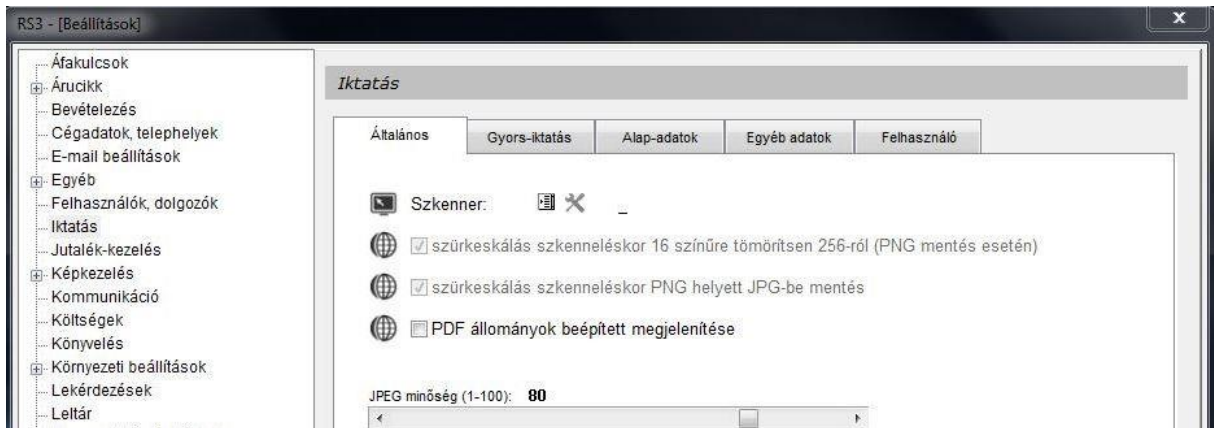 RS3 - [Beállítások]
x
Áfakulcsok
Árucikk
Bevételezés
Cégadatok, telephelyek
E-mail beállítások
Egyéb
Felhasználók, dolgozók
Iktatás
Jutalék-kezelés
Képkezelés
Kommunikáció
Költségek
Könyvelés
Környezeti beállítások
Lekérdezések
Leltár
Iktatás
Általános
Gyors-iktatás
Alap-adatok
Egyéb adatok
Felhasználó
Szkenner: _
szürkeskálás szkenneléskor 16 színűre tömörítsen 256-ról (PNG mentés esetén)
szürkeskálás szkenneléskor PNG helyett JPG-be mentés
PDF állományok beépített megjelenítése
JPEG minőség (1-100): 80